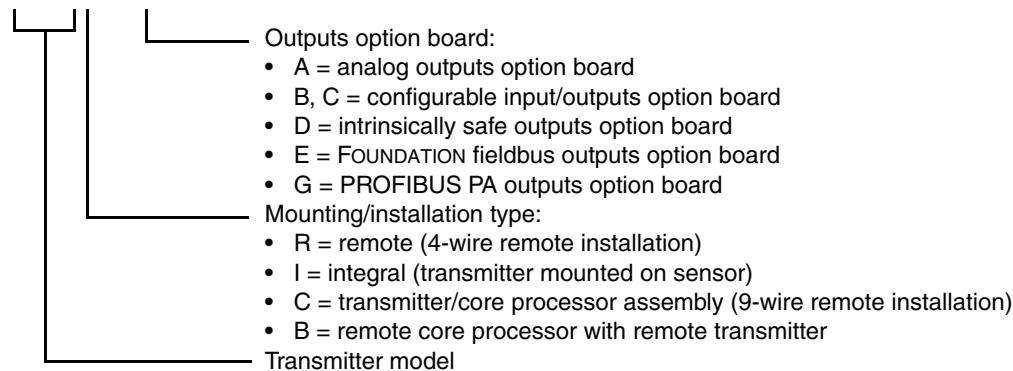 Outputs option board:
• A = analog outputs option board
• B, C = configurable input/outputs option board
• D = intrinsically safe outputs option board
• E = FOUNDATION fieldbus outputs option board
• G = PROFIBUS PA outputs option board
Mounting/installation type:
• R = remote (4-wire remote installation)
• I = integral (transmitter mounted on sensor)
• C = transmitter/core processor assembly (9-wire remote installation)
• B = remote core processor with remote transmitter
Transmitter model